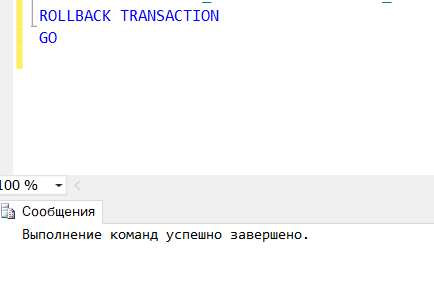 ROLLBACK TRANSACTION
GO
100 %
Сообщения
Выполнение команд успешно завершено.